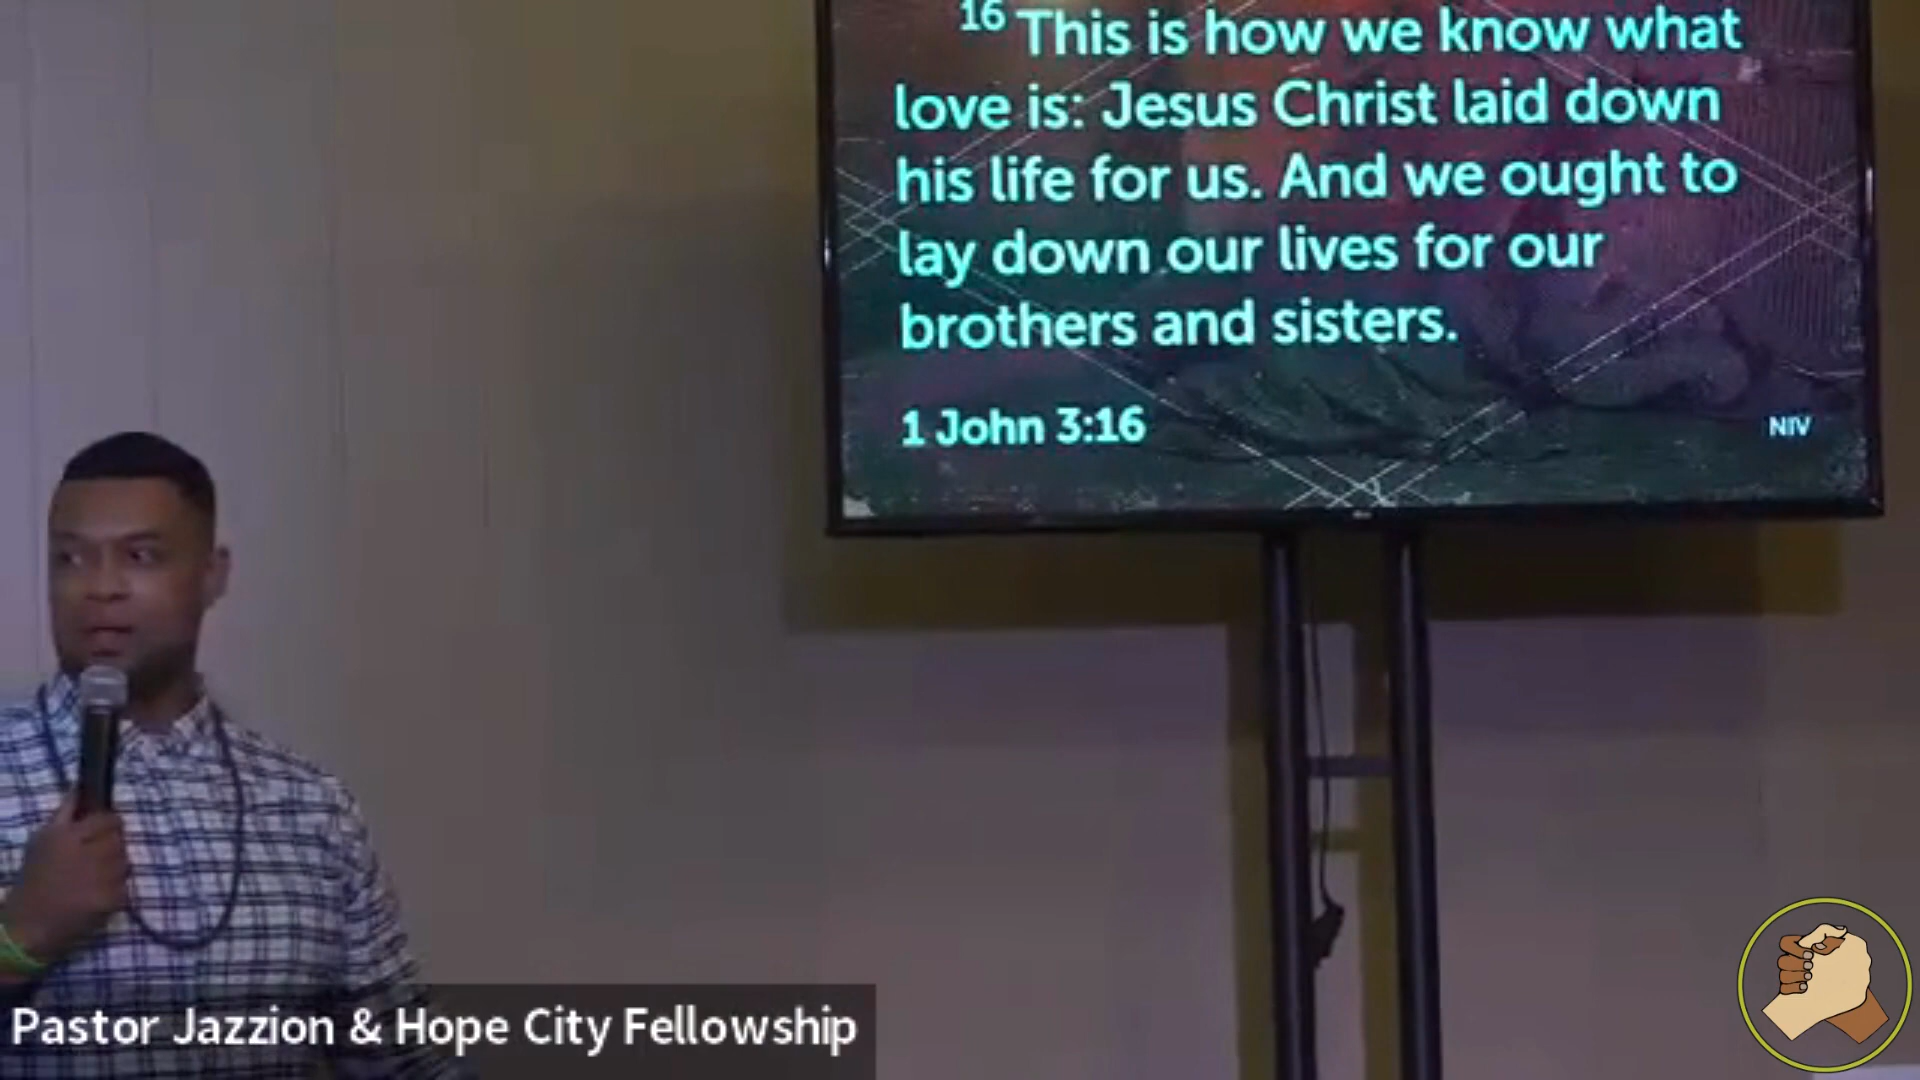 16 This is how we know what
love is: Jesus Christ laid down
his life for us. And we ought to
lay down our lives for our
brothers and sisters.
1 John 3:16
NIV
Pastor Jazzion & Hope City Fellowship